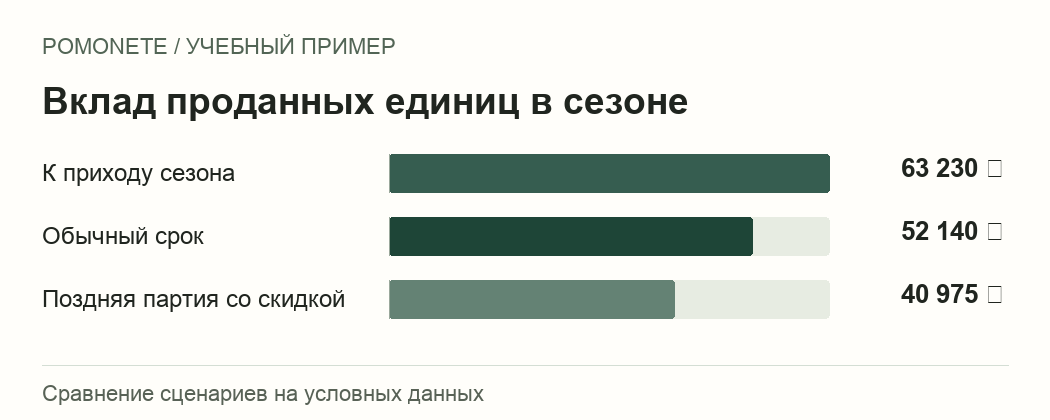 POMONETE / УЧЕБНЫЙ ПРИМЕР
Вклад проданных единиц в сезоне
К приходу сезона 63 230 □
Обычный срок 52 140 □
Поздняя партия со скидкой 40 975 □
Сравнение сценариев на условных данных